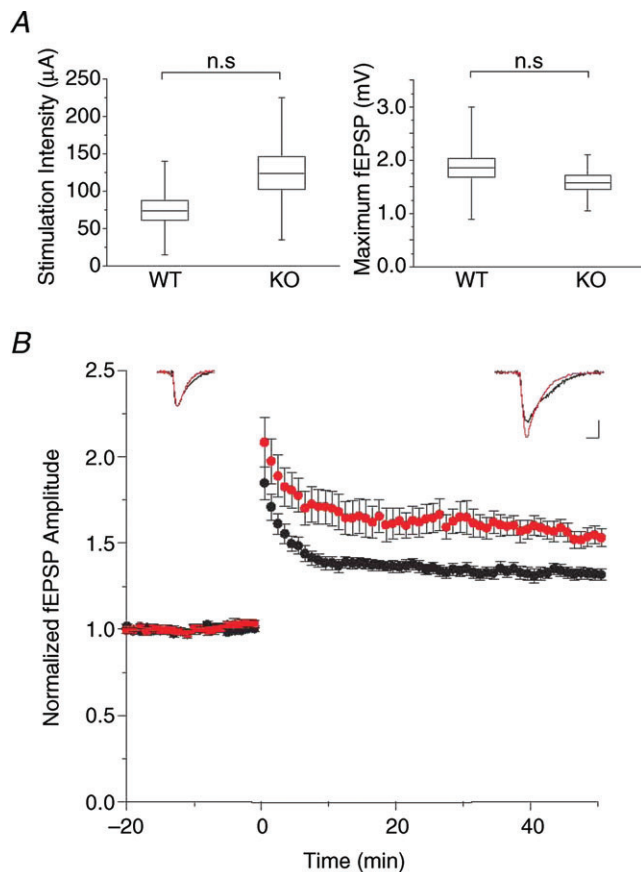 A
n.s
Stimulation Intensity (µA)
250
200
150
100
50
0
WT
KO
n.s
Maximum fEPSP (mV)
3.0
2.0
1.0
0.0
WT
KO
B
Normalized fEPSP Amplitude
2.5
2.0
1.5
1.0
0.5
0.0
−20
0
20
40
Time (min)